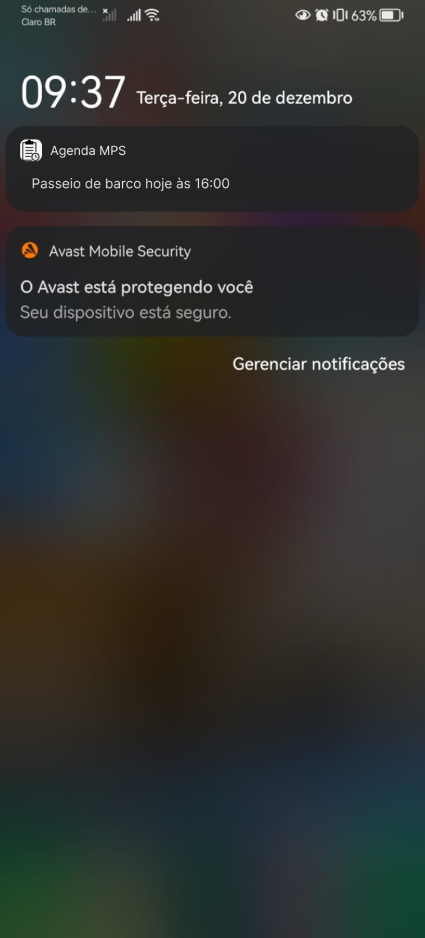 Só chamadas de...
Claro BR
63%
09:37 Terça-feira, 20 de dezembro
Agenda MPS
Passeio de barco hoje às 16:00
Avast Mobile Security
O Avast está protegendo você
Seu dispositivo está seguro.
Gerenciar notificações